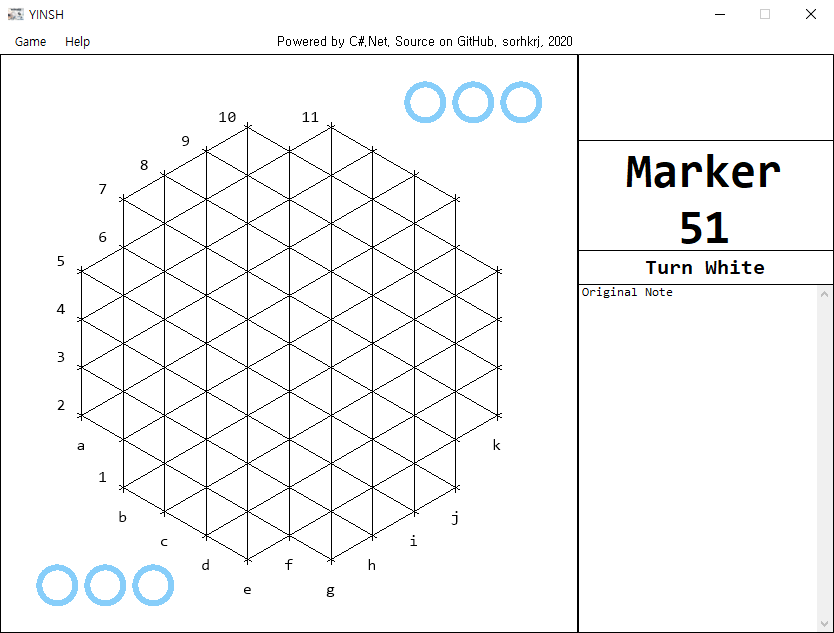 YINSH
Game Help Powered by C#.Net, Source on GitHub, sorhkrj, 2020
10 11
9
8
7
6
5
4
3
2
1
a
b
c
d
e
f
g
h
i
j
k
Marker
51
Turn White
Original Note